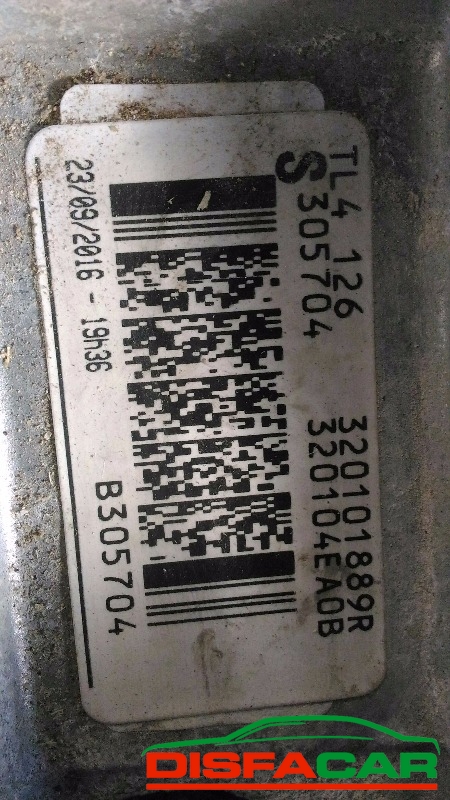 TL4 126 320101889R
S 305704 320104EA0B
B305704
23/09/2016 - 19h36
DISFACAR